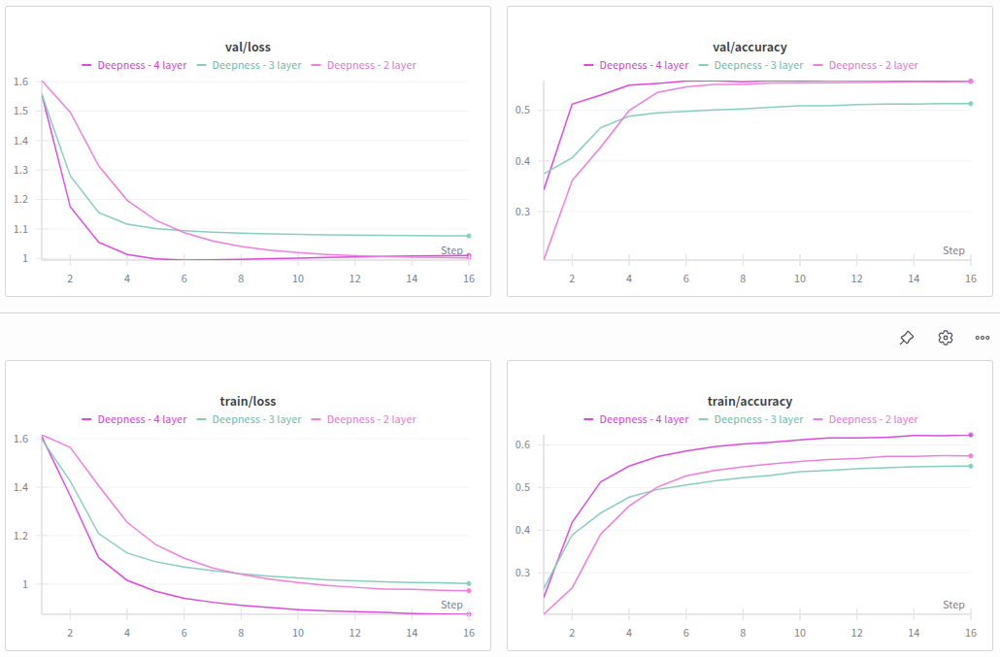 val/loss
Deepness - 4 layer Deepness - 3 layer Deepness - 2 layer
1.6
1.5
1.4
1.3
1.2
1.1
1
Step
2 4 6 8 10 12 14 16
val/accuracy
Deepness - 4 layer Deepness - 3 layer Deepness - 2 layer
0.5
0.4
0.3
Step
2 4 6 8 10 12 14 16
train/loss
Deepness - 4 layer Deepness - 3 layer Deepness - 2 layer
1.6
1.4
1.2
1
Step
2 4 6 8 10 12 14 16
train/accuracy
Deepness - 4 layer Deepness - 3 layer Deepness - 2 layer
0.6
0.5
0.4
0.3
Step
2 4 6 8 10 12 14 16